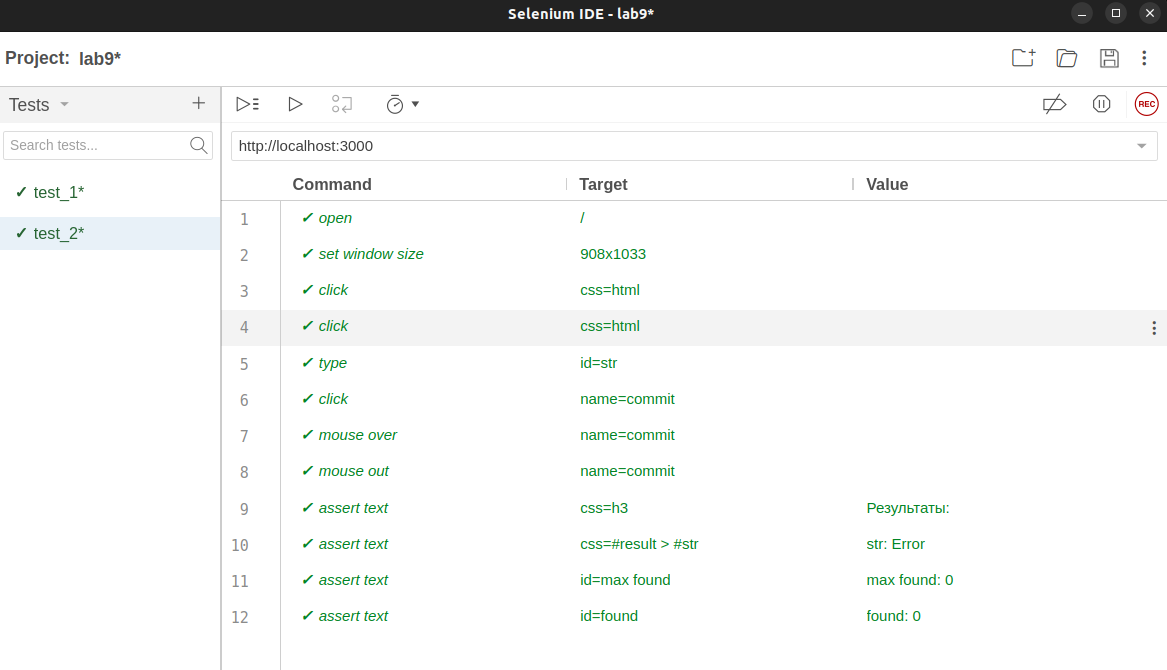 Selenium IDE - lab9*
Project: lab9*
Tests
Search tests...
✓ test_1*
✓ test_2*
REC
http://localhost:3000
Command Target Value
1 ✓ open /
2 ✓ set window size 908x1033
3 ✓ click css=html
4 ✓ click css=html
5 ✓ type id=str
6 ✓ click name=commit
7 ✓ mouse over name=commit
8 ✓ mouse out name=commit
9 ✓ assert text css=h3 Результаты:
10 ✓ assert text css=#result > #str str: Error
11 ✓ assert text id=max found max found: 0
12 ✓ assert text id=found found: 0